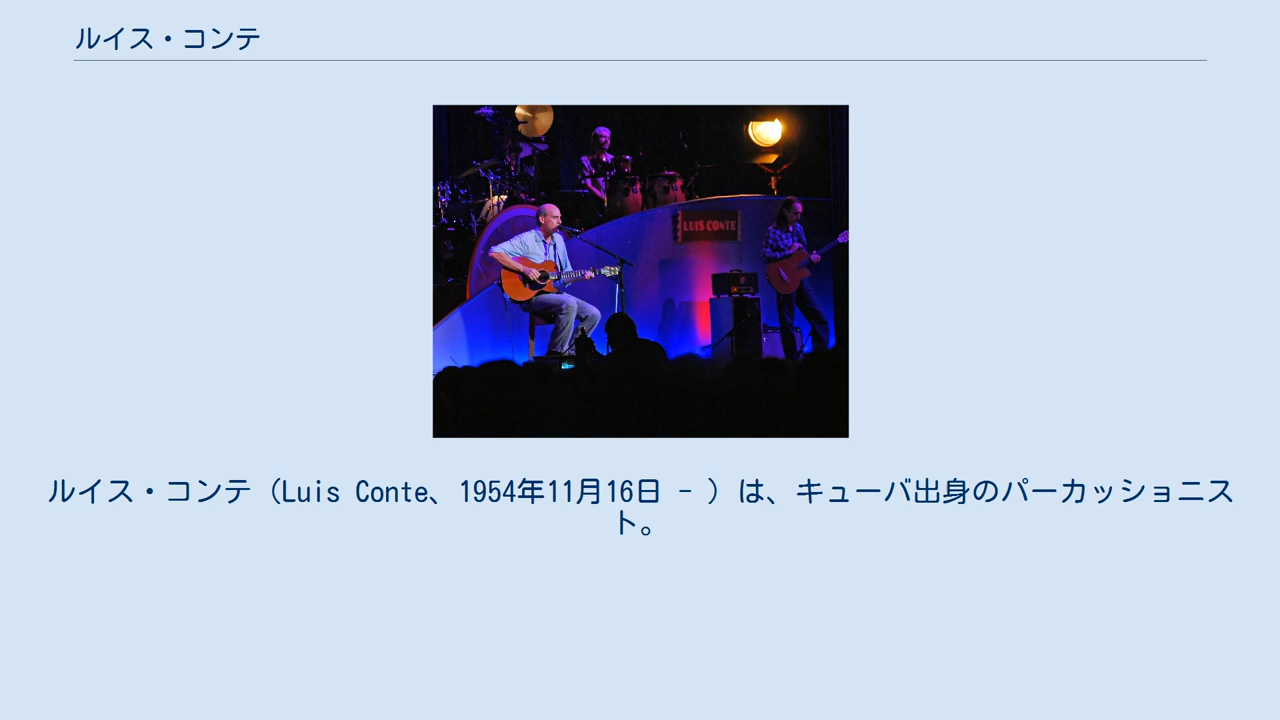 ルイス・コンテ
LUIS CONTE
ルイス・コンテ（Luis Conte、1954年11月16日 - ）は、キューバ出身のパーカッショニス
ト。